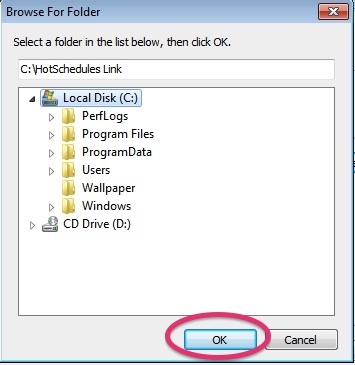 Browse For Folder
Select a folder in the list below, then click OK.
C:\HotSchedules Link
Local Disk (C:)
PerfLogs
Program Files
ProgramData
Users
Wallpaper
Windows
CD Drive (D:)
OK Cancel